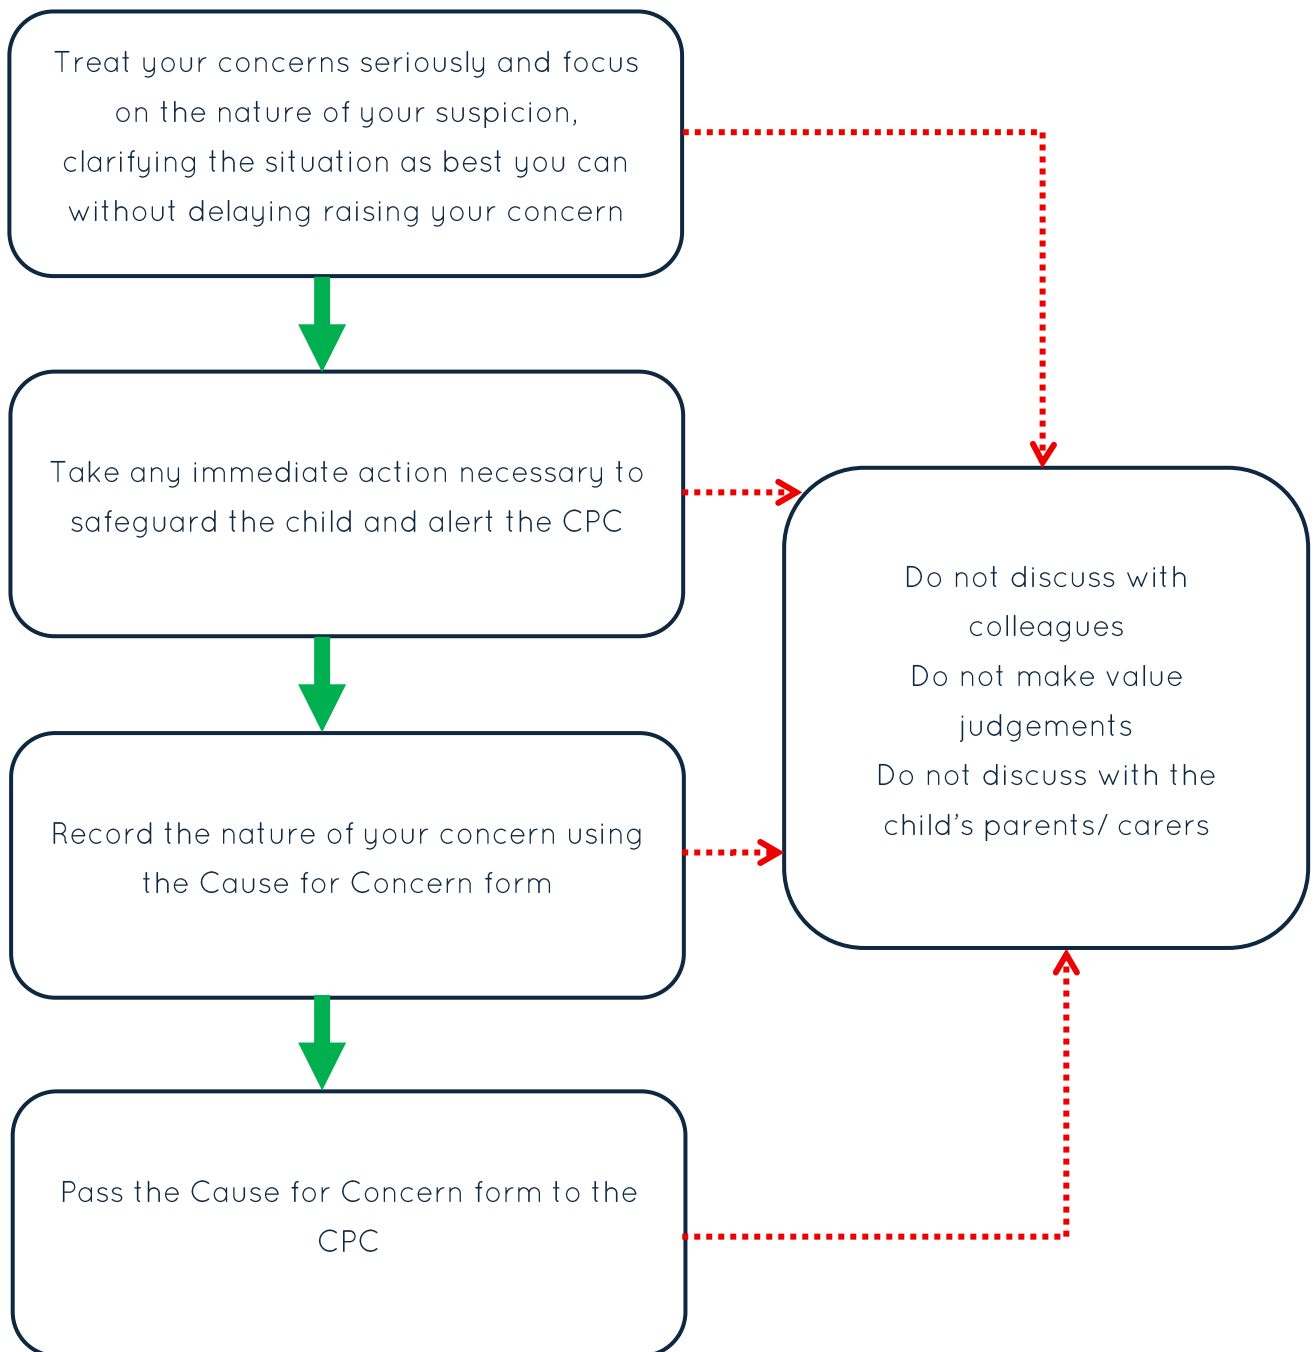 Treat your concerns seriously and focus
on the nature of your suspicion,
clarifying the situation as best you can
without delaying raising your concern
Take any immediate action necessary to
safeguard the child and alert the CPC
Record the nature of your concern using
the Cause for Concern form
Pass the Cause for Concern form to the
CPC
Do not discuss with
colleagues
Do not make value
judgements
Do not discuss with the
child's parents/ carers